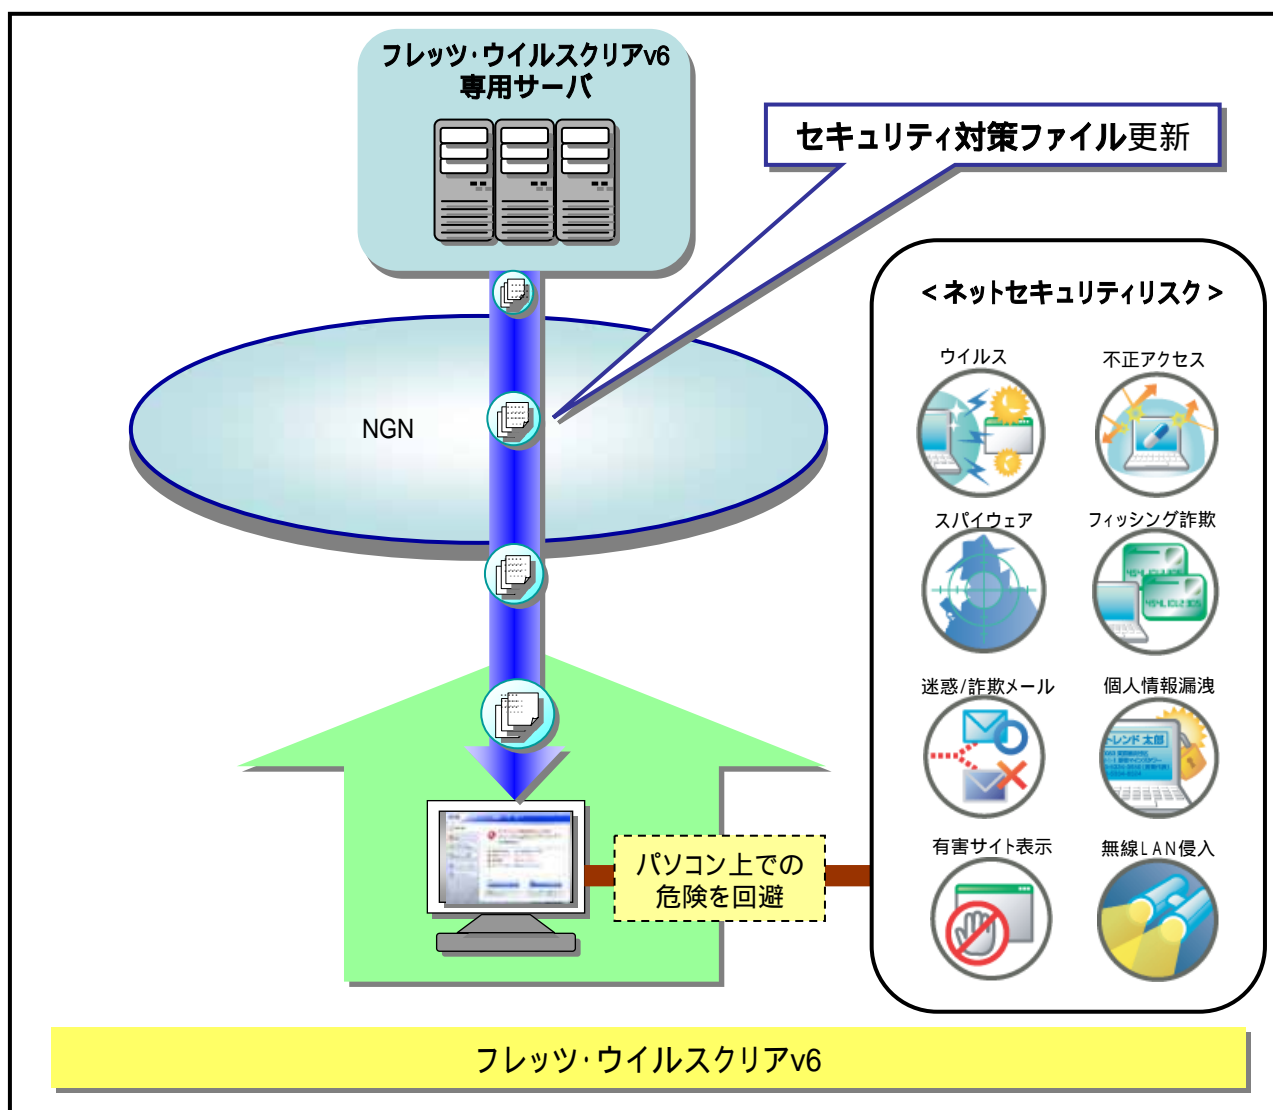 フレッツ・ウイルスクリアv6
専用サーバ
セキュリティ対策ファイル更新
NGN
<ネットセキュリティリスク>
ウイルス
不正アクセス
スパイウェア
フィッシング詐欺
迷惑/詐欺メール
個人情報漏洩
トレンド 太郎
有害サイト表示
無線LAN侵入
パソコン上での
危険を回避
フレッツ・ウイルスクリアv6